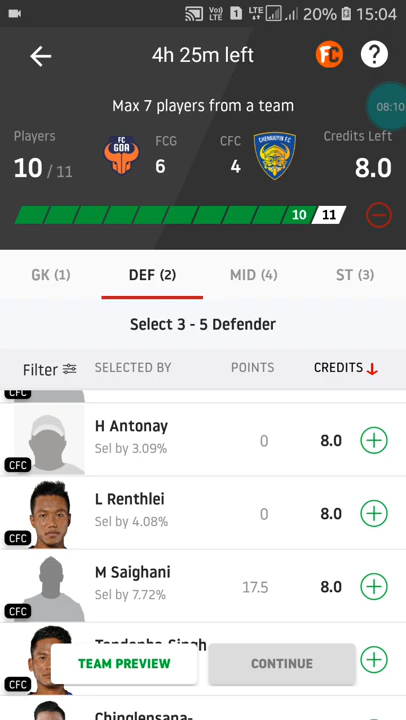 Vo) LTE 1 LTE 20% 15:04
4h 25m left FC ?
Max 7 players from a team
08:10
Players FCG CFC Credits Left
FC GOA CHENNAIYIN F.C.
10 / 11 6 4 8.0
10 11
GK (1) DEF (2) MID (4) ST (3)
Select 3 - 5 Defender
Filter SELECTED BY POINTS CREDITS
CFC
H Antonay
Sel by 3.09% 0 8.0
CFC
L Renthlei
Sel by 4.08% 0 8.0
CFC
M Saighani
Sel by 7.72% 17.5 8.0
CFC
Singh
TEAM PREVIEW CONTINUE
CFC
Chinglensana-